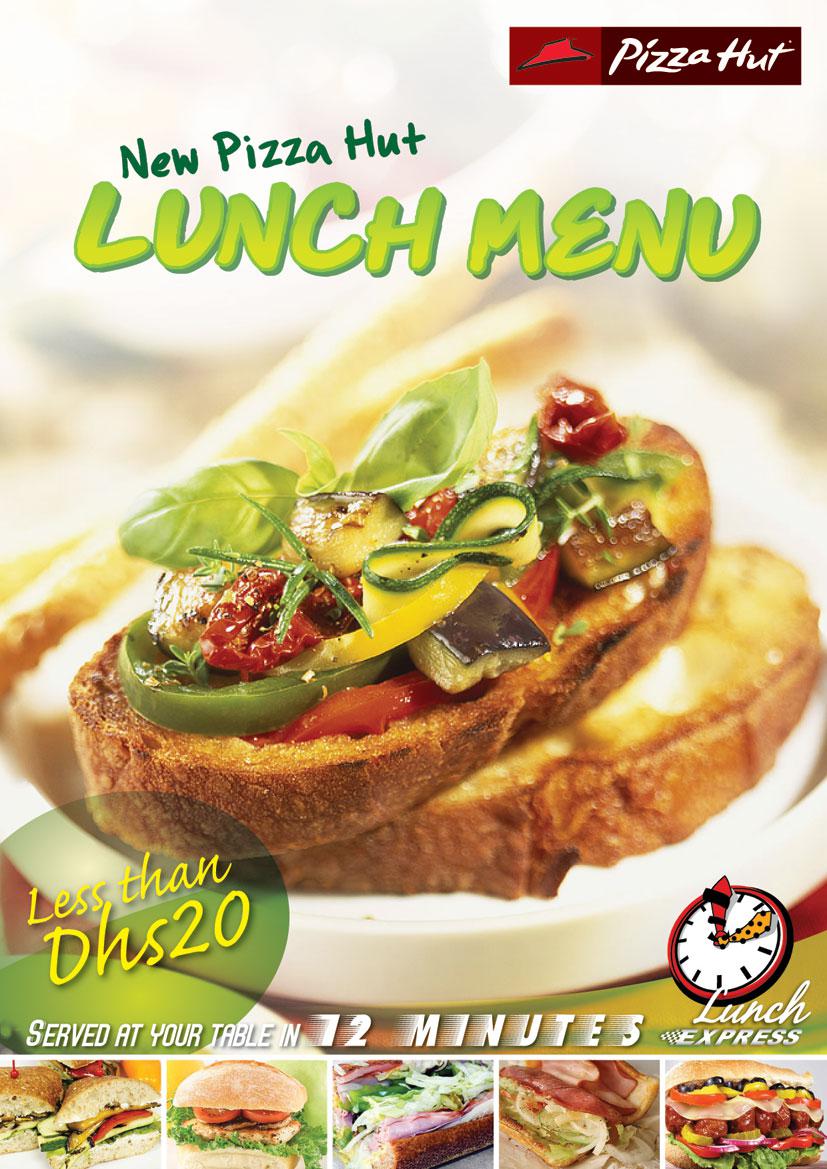 Pizza Hut
New Pizza Hut
LUNCH MENU
Less than
Dhs20
SERVED AT YOUR TABLE IN 12 MINUTES
Lunch
EXPRESS